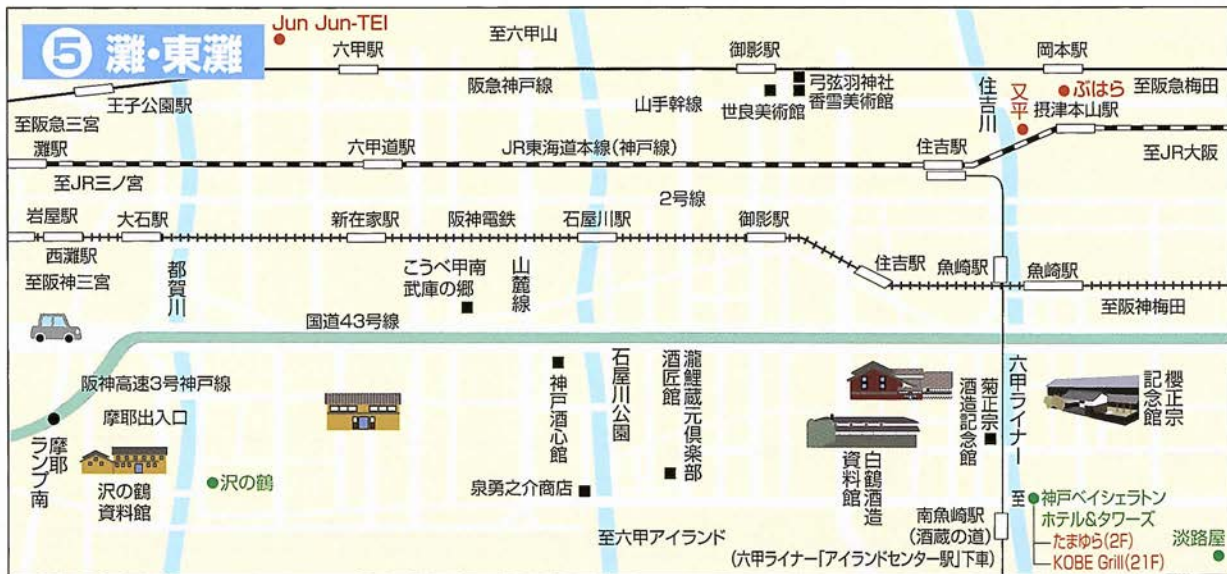 5 灘・東灘
Jun Jun-TEI
至六甲山
六甲駅
御影駅
岡本駅
阪急神戸線
王子公園駅
至阪急三宮
山手幹線
世良美術館
弓弦羽神社
香雪美術館
住吉川
又平
ぶはら
至阪急梅田
摂津本山駅
灘駅
六甲道駅
JR東海道本線(神戸線)
住吉駅
至JR大阪
至JR三ノ宮
2号線
岩屋駅
大石駅
新在家駅
阪神電鉄
石屋川駅
御影駅
西灘駅
至阪神三宮
都賀川
こうべ甲南
武庫の郷
山麓線
住吉駅
魚崎駅
魚崎駅
至阪神梅田
国道43号線
阪神高速3号神戸線
摩耶出入口
摩耶
ランプ南
沢の鶴
資料館
沢の鶴
神戸酒心館
石屋川公園
瀧鯉蔵元倶楽部
酒匠館
泉勇之介商店
至六甲アイランド
白鶴酒造
資料館
菊正宗
酒造記念館
六甲ライナー
櫻正宗
記念館
南魚崎駅
(酒蔵の道)
(六甲ライナー「アイランドセンター駅」下車)
至
神戸ベイシェラトン
ホテル&タワーズ
たまゆら(2F)
KOBE Grill(21F)
淡路屋